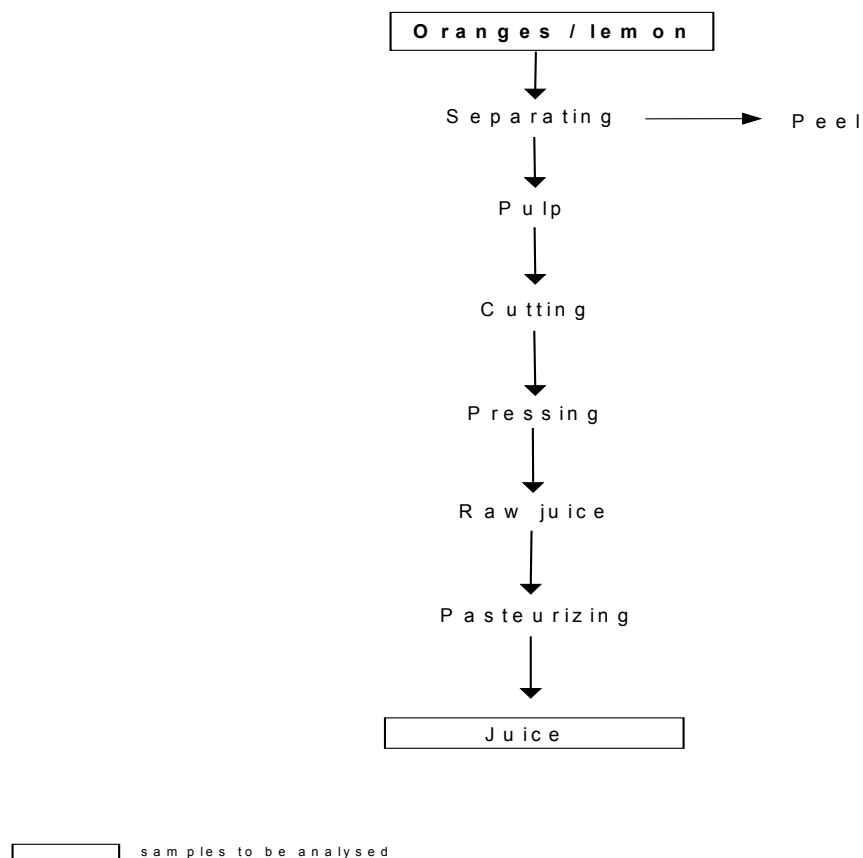 Oranges / lemon
Separating
Peel
Pulp
Cutting
Pressing
Raw juice
Pasteurizing
Juice
samples to be analysed